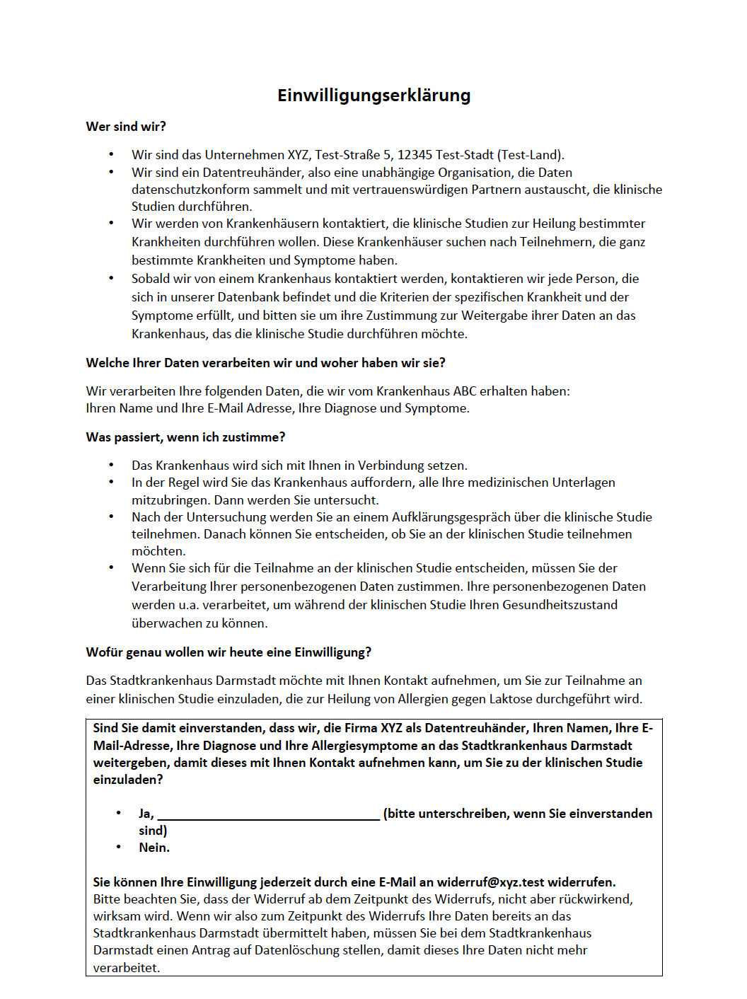 Einwilligungserklärung
Wer sind wir?
• Wir sind das Unternehmen XYZ, Test-Straße 5, 12345 Test-Stadt (Test-Land).
• Wir sind ein Datentreuhänder, also eine unabhängige Organisation, die Daten
datenschutzkonform sammelt und mit vertrauenswürdigen Partnern austauscht, die klinische
Studien durchführen.
• Wir werden von Krankenhäusern kontaktiert, die klinische Studien zur Heilung bestimmter
Krankheiten durchführen wollen. Diese Krankenhäuser suchen nach Teilnehmern, die ganz
bestimmte Krankheiten und Symptome haben.
• Sobald wir von einem Krankenhaus kontaktiert werden, kontaktieren wir jede Person, die
sich in unserer Datenbank befindet und die Kriterien der spezifischen Krankheit und der
Symptome erfüllt, und bitten sie um ihre Zustimmung zur Weitergabe ihrer Daten an das
Krankenhaus, das die klinische Studie durchführen möchte.
Welche Ihrer Daten verarbeiten wir und woher haben wir sie?
Wir verarbeiten Ihre folgenden Daten, die wir vom Krankenhaus ABC erhalten haben:
Ihren Name und Ihre E-Mail Adresse, Ihre Diagnose und Symptome.
Was passiert, wenn ich zustimme?
• Das Krankenhaus wird sich mit Ihnen in Verbindung setzen.
• In der Regel wird Sie das Krankenhaus auffordern, alle Ihre medizinischen Unterlagen
mitzubringen. Dann werden Sie untersucht.
• Nach der Untersuchung werden Sie an einem Aufklärungsgespräch über die klinische Studie
teilnehmen. Danach können Sie entscheiden, ob Sie an der klinischen Studie teilnehmen
möchten.
• Wenn Sie sich für die Teilnahme an der klinischen Studie entscheiden, müssen Sie der
Verarbeitung Ihrer personenbezogenen Daten zustimmen. Ihre personenbezogenen Daten
werden u.a. verarbeitet, um während der klinischen Studie Ihren Gesundheitszustand
überwachen zu können.
Wofür genau wollen wir heute eine Einwilligung?
Das Stadtkrankenhaus Darmstadt möchte mit Ihnen Kontakt aufnehmen, um Sie zur Teilnahme an
einer klinischen Studie einzuladen, die zur Heilung von Allergien gegen Laktose durchgeführt wird.
Sind Sie damit einverstanden, dass wir, die Firma XYZ als Datentreuhänder, Ihren Namen, Ihre E-
Mail-Adresse, Ihre Diagnose und Ihre Allergiesymptome an das Stadtkrankenhaus Darmstadt
weitergeben, damit dieses mit Ihnen Kontakt aufnehmen kann, um Sie zu der klinischen Studie
einzuladen?
• Ja, ________________________________ (bitte unterschreiben, wenn Sie einverstanden
sind)
• Nein.
Sie können Ihre Einwilligung jederzeit durch eine E-Mail an widerruf@xyz.test widerrufen.
Bitte beachten Sie, dass der Widerruf ab dem Zeitpunkt des Widerrufs, nicht aber rückwirkend,
wirksam wird. Wenn wir also zum Zeitpunkt des Widerrufs Ihre Daten bereits an das
Stadtkrankenhaus Darmstadt übermittelt haben, müssen Sie bei dem Stadtkrankenhaus
Darmstadt einen Antrag auf Datenlöschung stellen, damit dieses Ihre Daten nicht mehr
verarbeitet.